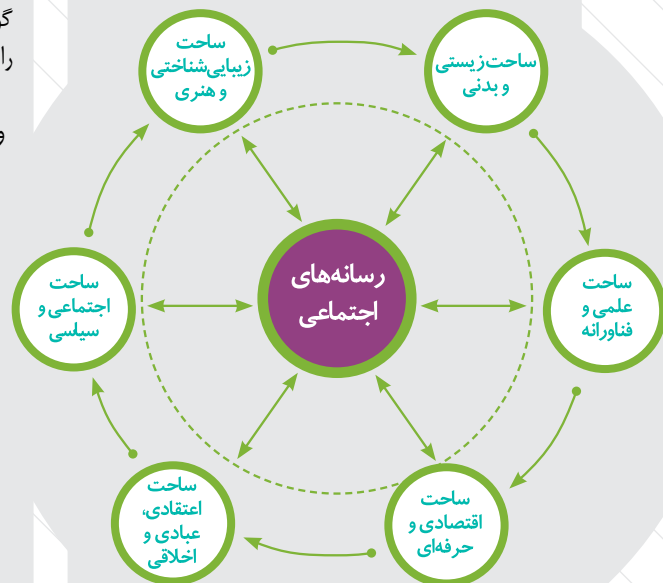 را
و
ساحت
زیبایی‌شناختی
و هنری
ساحت زیستی
و بدنی
ساحت
علمی و
فناورانه
ساحت
اقتصادی و
حرفه‌ای
ساحت
اعتقادی،
عبادی و
اخلاقی
ساحت
اجتماعی و
سیاسی
رسانه‌های
اجتماعی